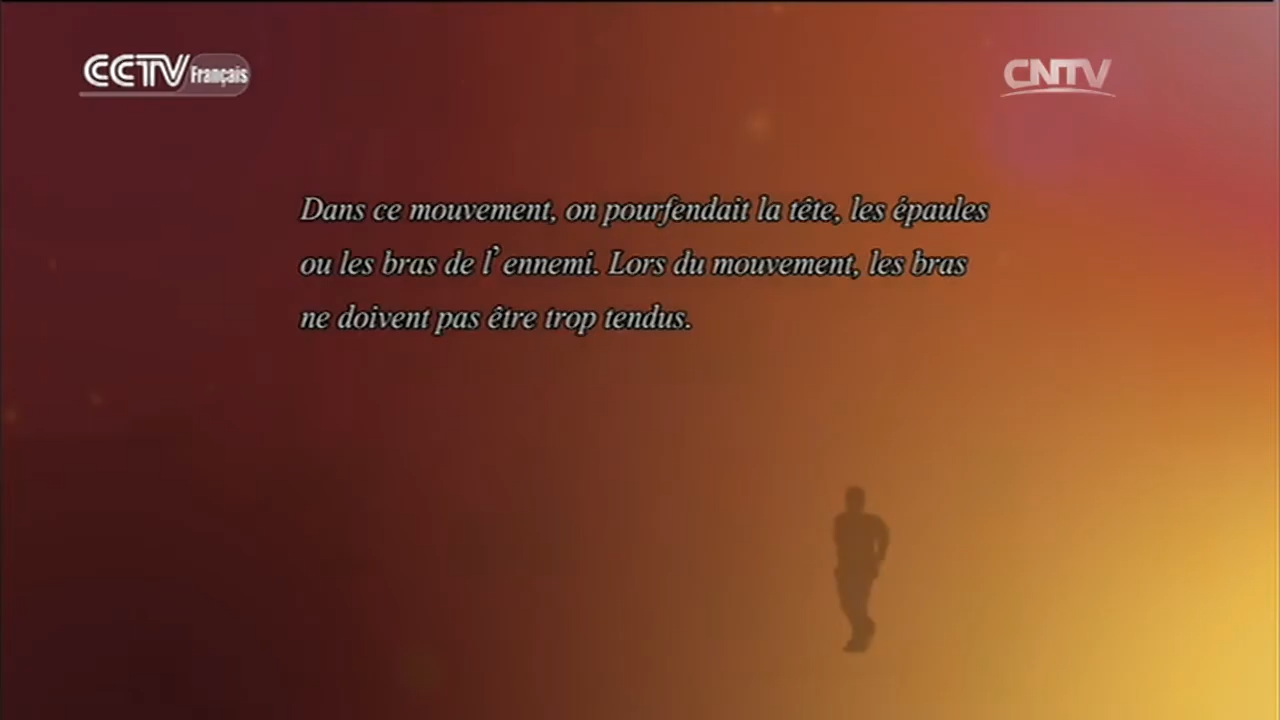 CCTV Français
CNTV
Dans ce mouvement, on pourfendait la tête, les épaules
ou les bras de l’ennemi. Lors du mouvement, les bras
ne doivent pas être trop tendus.